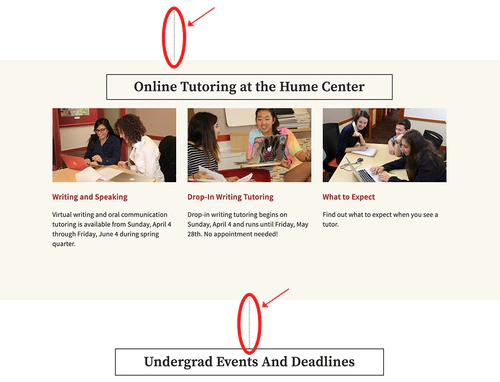 Online Tutoring at the Hume Center
Writing and Speaking
Virtual writing and oral communication
tutoring is available from Sunday, April 4
through Friday, June 4 during spring
quarter.
Drop-In Writing Tutoring
Drop-in writing tutoring begins on
Sunday, April 4 and runs until Friday, May
28th. No appointment needed!
What to Expect
Find out what to expect when you see a
tutor.
Undergrad Events And Deadlines